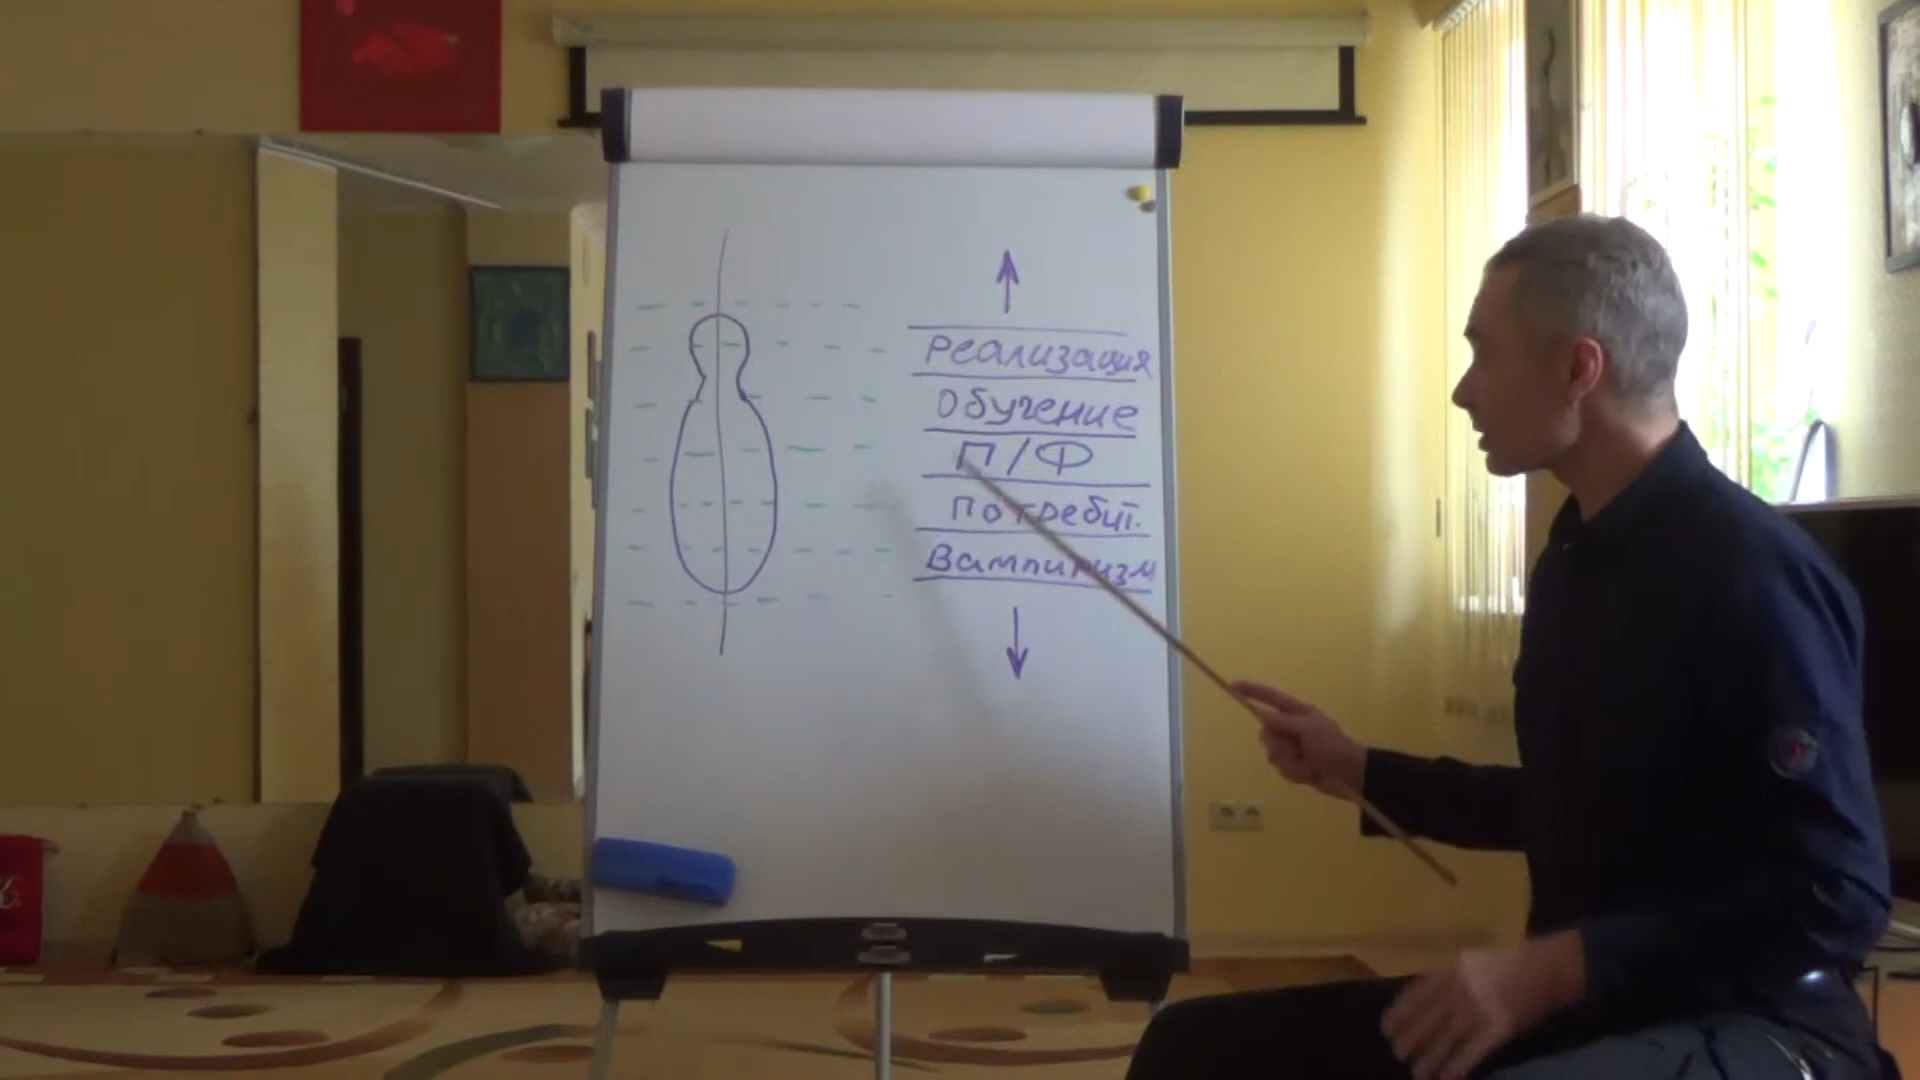 Реализация
Обучение
П/Ф
Потребит.
Вампиризм